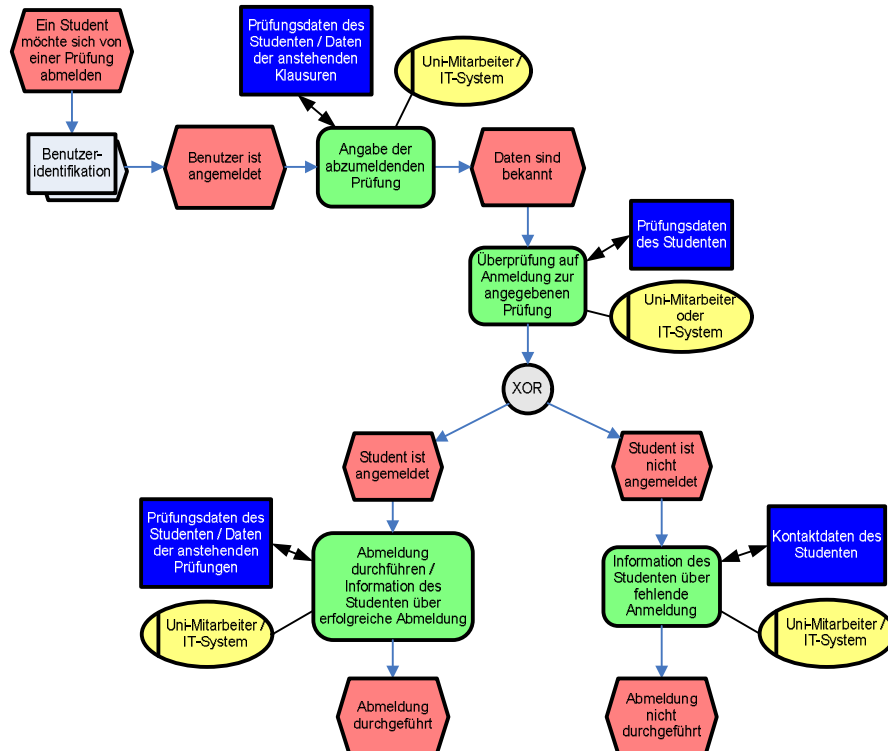 Ein Student
möchte sich von
einer Prüfung
abmelden
Prüfungsdaten des
Studenten / Daten
der anstehenden
Klausuren
Uni-Mitarbeiter /
IT-System
Benutzer-
identifikation
Benutzer ist
angemeldet
Angabe der
abzumeldenden
Prüfung
Daten sind
bekannt
Prüfungsdaten
des Studenten
Überprüfung auf
Anmeldung zur
angegebenen
Prüfung
Uni-Mitarbeiter
oder
IT-System
XOR
Student ist
angemeldet
Student ist
nicht
angemeldet
Prüfungsdaten des
Studenten / Daten
der anstehenden
Prüfungen
Abmeldung
durchführen /
Information des
Studenten über
erfolgreiche Abmeldung
Uni-Mitarbeiter /
IT-System
Information des
Studenten über
fehlende
Anmeldung
Kontaktdaten des
Studenten
Uni-Mitarbeiter /
IT-System
Abmeldung
durchgeführt
Abmeldung
nicht
durchgeführt